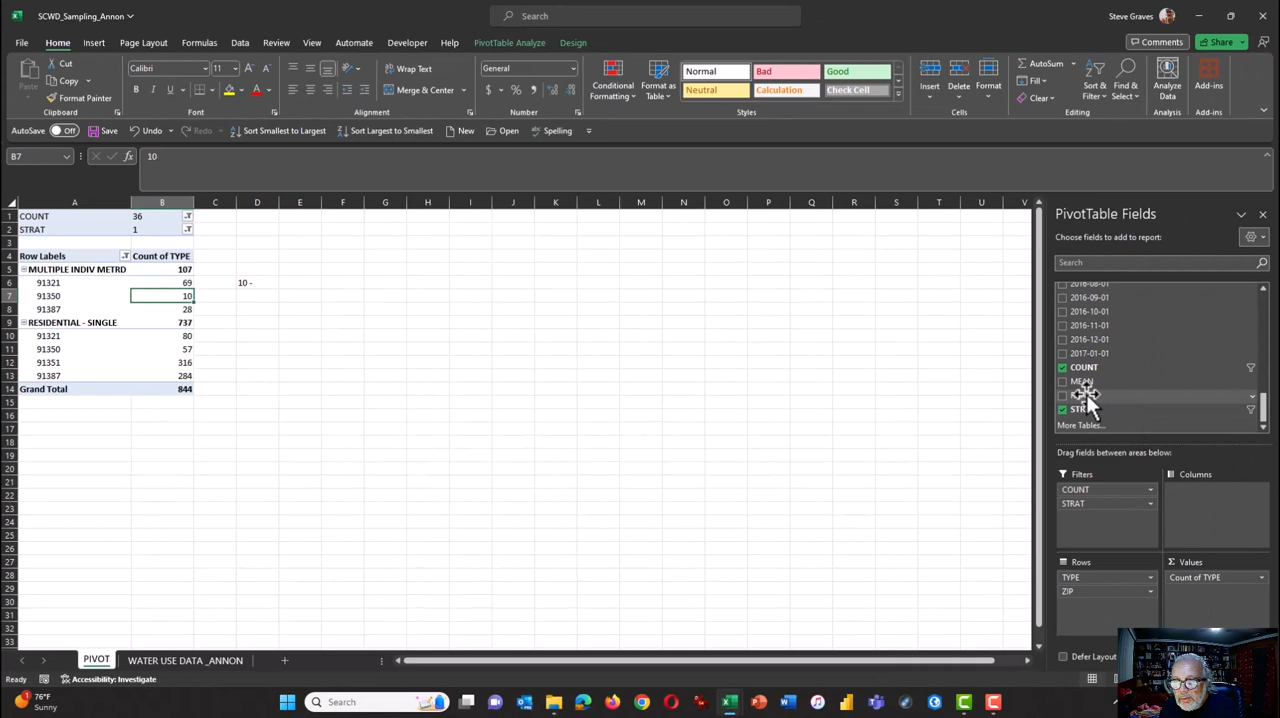 SCWD_Sampling_Annon
Search
Steve Graves
File Home Insert Page Layout Formulas Data Review View Automate Developer Help PivotTable Analyze Design
Comments Share
Cut
Copy
Format Painter
Paste
Clipboard
Calibri 11
B I U
Font
Wrap Text
Merge & Center
Alignment
General
$ %
Number
Conditional Formatting
Format as Table
Normal Bad Good
Neutral Calculation Check Cell
Styles
Insert Delete Format
Cells
AutoSum
Fill
Clear
Sort & Filter
Find & Select
Editing
Analyze Data
Analysis
Add-ins
Add-ins
AutoSave Off Save Undo Redo Sort Smallest to Largest Sort Largest to Smallest New Open Spelling
B7 fx 10
A B C D E F G H I J K L M N O P Q R S T U V
1 COUNT 36
2 STRAT 1
3
4 Row Labels Count of TYPE
5 MULTIPLE INDIV METRD 107
6 91321 69 10 -
7 91350 10
8 91387 28
9 RESIDENTIAL - SINGLE 737
10 91321 80
11 91350 57
12 91351 316
13 91387 284
14 Grand Total 844
15
16
17
18
19
20
21
22
23
24
25
26
27
28
29
30
31
32
33
PivotTable Fields
Choose fields to add to report:
Search
2016-08-01
2016-09-01
2016-10-01
2016-11-01
2016-12-01
2017-01-01
COUNT
MEAN
More Tables...
Drag fields between areas below:
Filters Columns
COUNT
STRAT
Rows Σ Values
TYPE Count of TYPE
ZIP
Defer Layout
PIVOT WATER USE DATA _ANNON
Ready Accessibility: Investigate
76°F
Sunny
Search